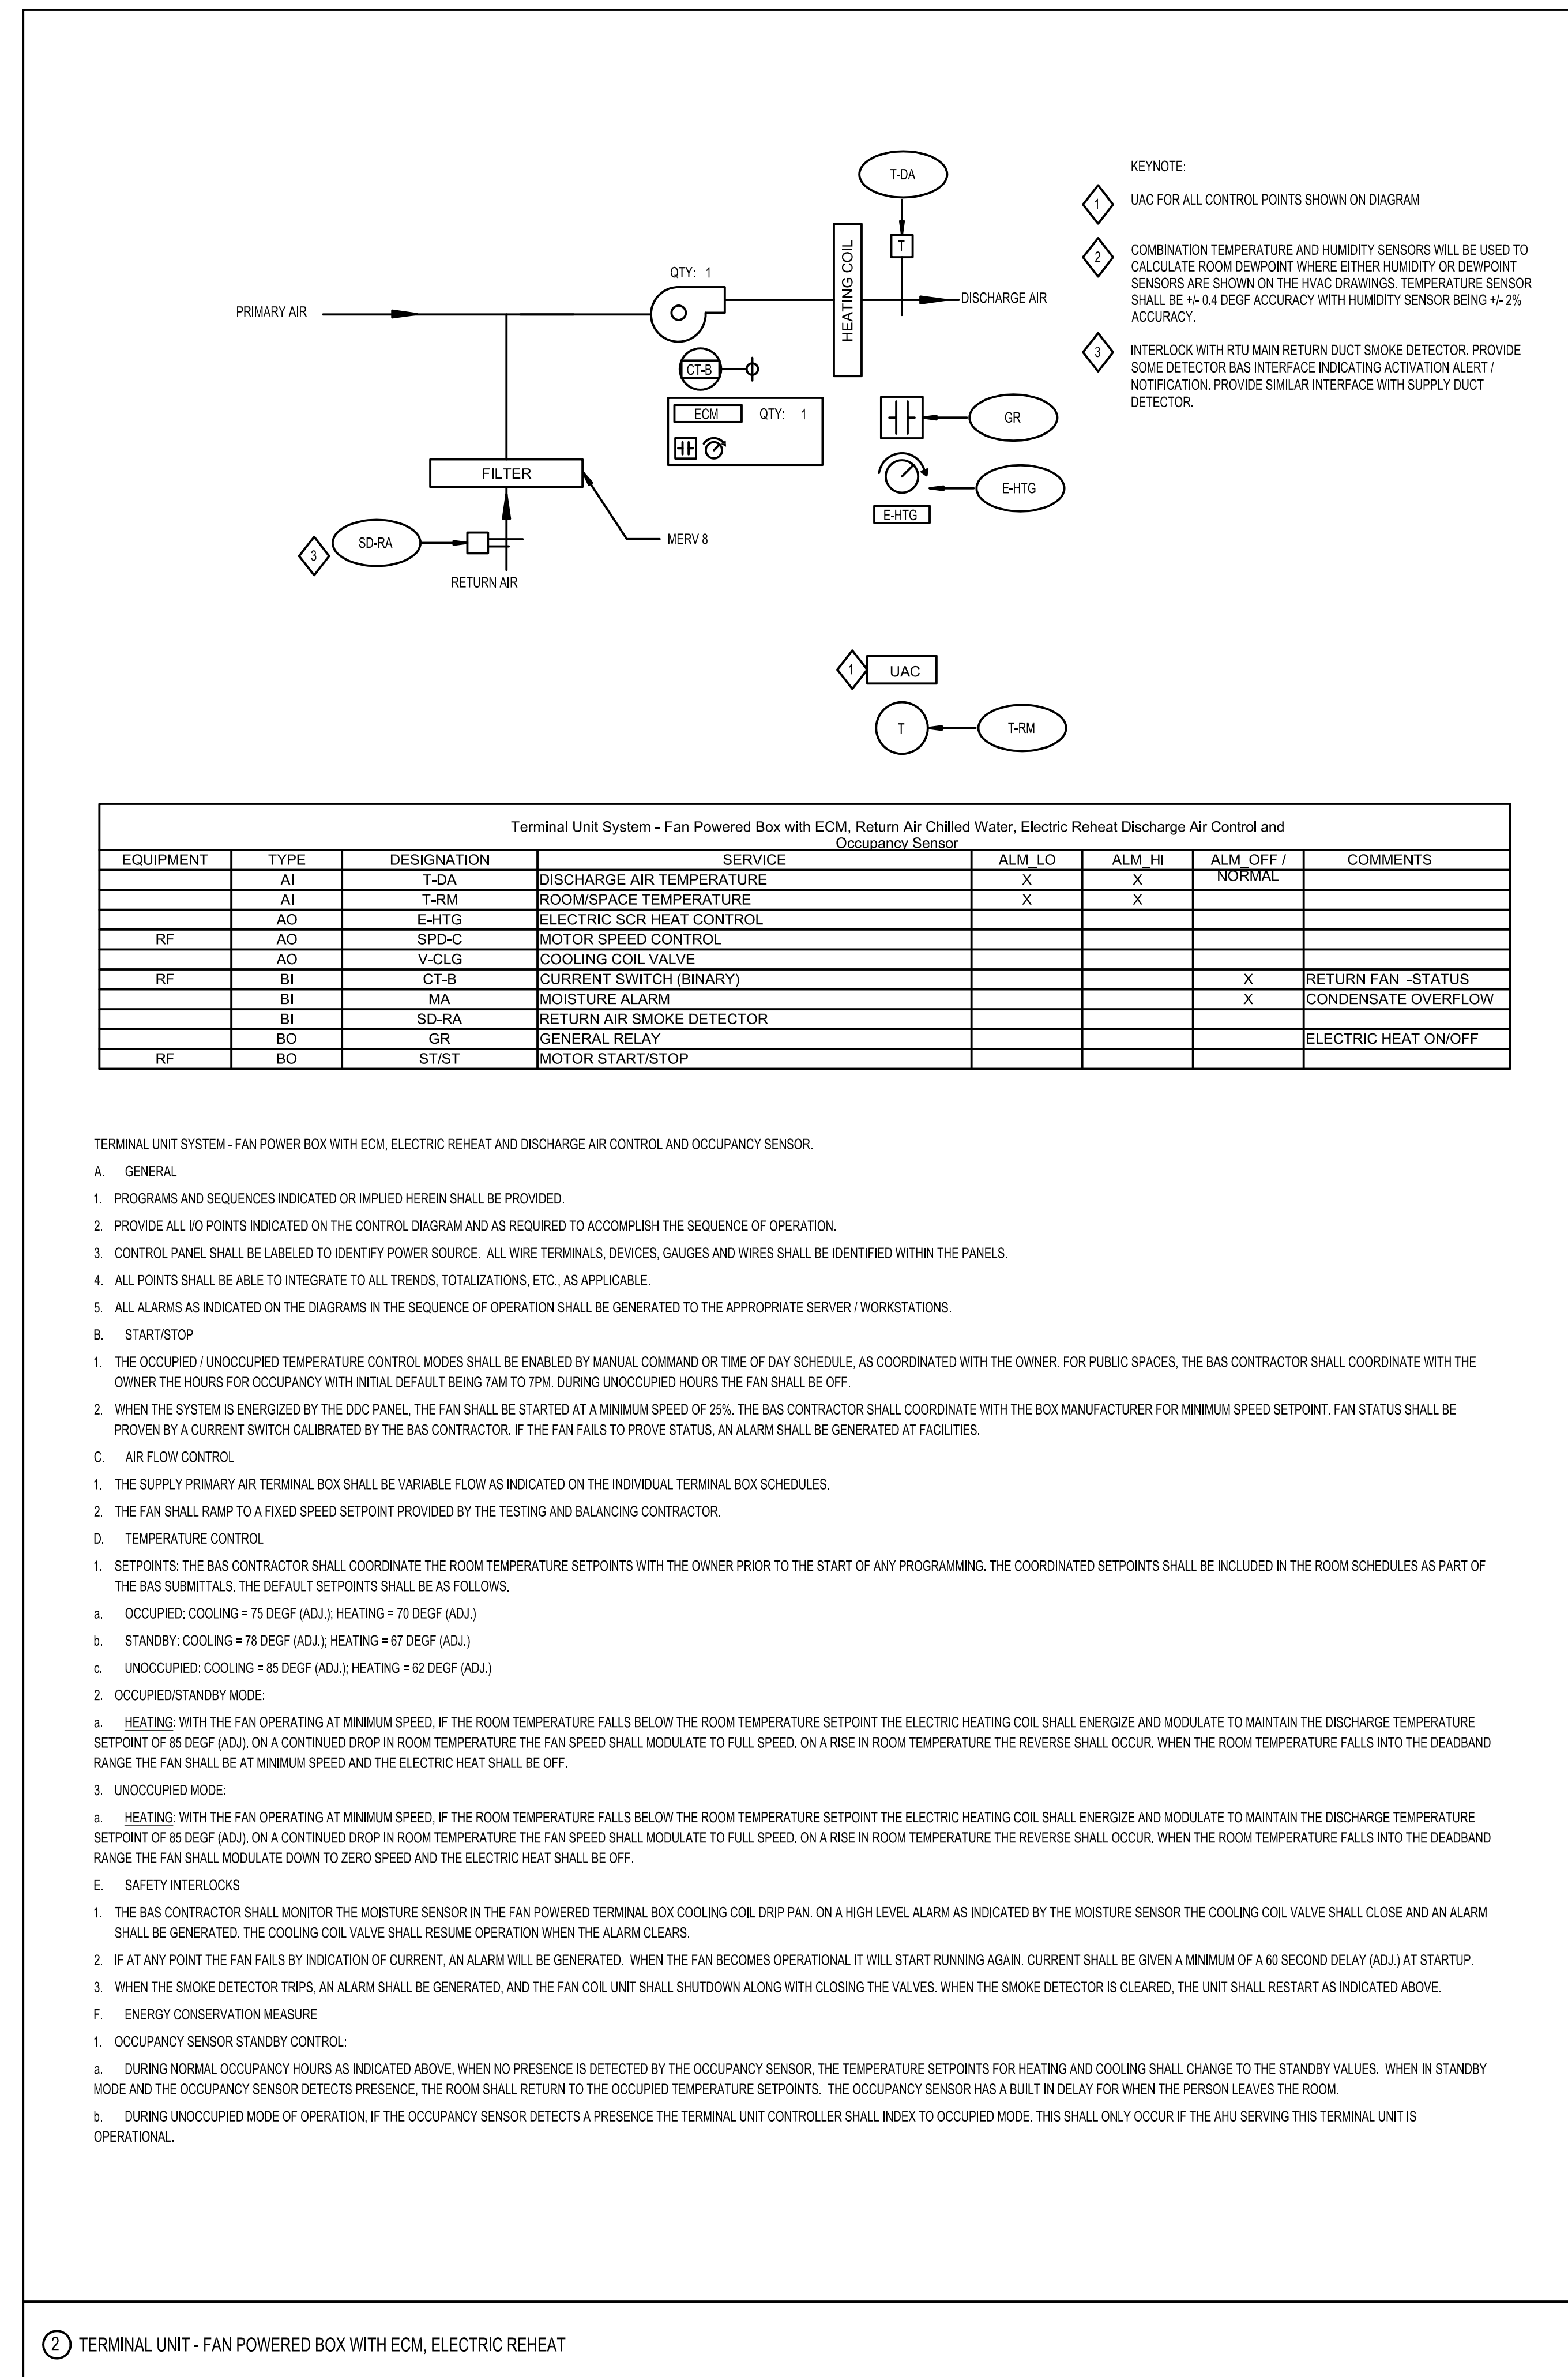 T-DA
T
QTY: 1
PRIMARY AIR
HEATING COIL
DISCHARGE AIR
CT-B
ECM
QTY: 1
GR
E-HTG
E-HTG
FILTER
MERV 8
3
SD-RA
RETURN AIR
1
UAC
T
T-RM
KEYNOTE:
1
UAC FOR ALL CONTROL POINTS SHOWN ON DIAGRAM
2
COMBINATION TEMPERATURE AND HUMIDITY SENSORS WILL BE USED TO
CALCULATE ROOM DEWPOINT WHERE EITHER HUMIDITY OR DEWPOINT
SENSORS ARE SHOWN ON THE HVAC DRAWINGS. TEMPERATURE SENSOR
SHALL BE +/- 0.4 DEGF ACCURACY WITH HUMIDITY SENSOR BEING +/- 2%
ACCURACY.
3
INTERLOCK WITH RTU MAIN RETURN DUCT SMOKE DETECTOR. PROVIDE
SOME DETECTOR BAS INTERFACE INDICATING ACTIVATION ALERT /
NOTIFICATION. PROVIDE SIMILAR INTERFACE WITH SUPPLY DUCT
DETECTOR.
Terminal Unit System - Fan Powered Box with ECM, Return Air Chilled Water, Electric Reheat Discharge Air Control and
Occupancy Sensor
EQUIPMENT TYPE DESIGNATION SERVICE ALM_LO ALM_HI ALM_OFF / NORMAL COMMENTS
AI T-DA DISCHARGE AIR TEMPERATURE X X
AI T-RM ROOM/SPACE TEMPERATURE X X
AO E-HTG ELECTRIC SCR HEAT CONTROL
RF AO SPD-C MOTOR SPEED CONTROL
AO V-CLG COOLING COIL VALVE
RF BI CT-B CURRENT SWITCH (BINARY) X RETURN FAN -STATUS
BI MA MOISTURE ALARM X CONDENSATE OVERFLOW
BI SD-RA RETURN AIR SMOKE DETECTOR
BO GR GENERAL RELAY ELECTRIC HEAT ON/OFF
RF BO ST/ST MOTOR START/STOP
TERMINAL UNIT SYSTEM - FAN POWER BOX WITH ECM, ELECTRIC REHEAT AND DISCHARGE AIR CONTROL AND OCCUPANCY SENSOR.
A. GENERAL
1. PROGRAMS AND SEQUENCES INDICATED OR IMPLIED HEREIN SHALL BE PROVIDED.
2. PROVIDE ALL I/O POINTS INDICATED ON THE CONTROL DIAGRAM AND AS REQUIRED TO ACCOMPLISH THE SEQUENCE OF OPERATION.
3. CONTROL PANEL SHALL BE LABELED TO IDENTIFY POWER SOURCE. ALL WIRE TERMINALS, DEVICES, GAUGES AND WIRES SHALL BE IDENTIFIED WITHIN THE PANELS.
4. ALL POINTS SHALL BE ABLE TO INTEGRATE TO ALL TRENDS, TOTALIZATIONS, ETC., AS APPLICABLE.
5. ALL ALARMS AS INDICATED ON THE DIAGRAMS IN THE SEQUENCE OF OPERATION SHALL BE GENERATED TO THE APPROPRIATE SERVER / WORKSTATIONS.
B. START/STOP
1. THE OCCUPIED / UNOCCUPIED TEMPERATURE CONTROL MODES SHALL BE ENABLED BY MANUAL COMMAND OR TIME OF DAY SCHEDULE, AS COORDINATED WITH THE OWNER. FOR PUBLIC SPACES, THE BAS CONTRACTOR SHALL COORDINATE WITH THE
OWNER THE HOURS FOR OCCUPANCY WITH INITIAL DEFAULT BEING 7AM TO 7PM. DURING UNOCCUPIED HOURS THE FAN SHALL BE OFF.
2. WHEN THE SYSTEM IS ENERGIZED BY THE DDC PANEL, THE FAN SHALL BE STARTED AT A MINIMUM SPEED OF 25%. THE BAS CONTRACTOR SHALL COORDINATE WITH THE BOX MANUFACTURER FOR MINIMUM SPEED SETPOINT. FAN STATUS SHALL BE
PROVEN BY A CURRENT SWITCH CALIBRATED BY THE BAS CONTRACTOR. IF THE FAN FAILS TO PROVE STATUS, AN ALARM SHALL BE GENERATED AT FACILITIES.
C. AIR FLOW CONTROL
1. THE SUPPLY PRIMARY AIR TERMINAL BOX SHALL BE VARIABLE FLOW AS INDICATED ON THE INDIVIDUAL TERMINAL BOX SCHEDULES.
2. THE FAN SHALL RAMP TO A FIXED SPEED SETPOINT PROVIDED BY THE TESTING AND BALANCING CONTRACTOR.
D. TEMPERATURE CONTROL
1. SETPOINTS: THE BAS CONTRACTOR SHALL COORDINATE THE ROOM TEMPERATURE SETPOINTS WITH THE OWNER PRIOR TO THE START OF ANY PROGRAMMING. THE COORDINATED SETPOINTS SHALL BE INCLUDED IN THE ROOM SCHEDULES AS PART OF
THE BAS SUBMITTALS. THE DEFAULT SETPOINTS SHALL BE AS FOLLOWS.
a. OCCUPIED: COOLING = 75 DEGF (ADJ.); HEATING = 70 DEGF (ADJ.)
b. STANDBY: COOLING = 78 DEGF (ADJ.); HEATING = 67 DEGF (ADJ.)
c. UNOCCUPIED: COOLING = 85 DEGF (ADJ.); HEATING = 62 DEGF (ADJ.)
2. OCCUPIED/STANDBY MODE:
a. HEATING: WITH THE FAN OPERATING AT MINIMUM SPEED, IF THE ROOM TEMPERATURE FALLS BELOW THE ROOM TEMPERATURE SETPOINT THE ELECTRIC HEATING COIL SHALL ENERGIZE AND MODULATE TO MAINTAIN THE DISCHARGE TEMPERATURE
SETPOINT OF 85 DEGF (ADJ). ON A CONTINUED DROP IN ROOM TEMPERATURE THE FAN SPEED SHALL MODULATE TO FULL SPEED. ON A RISE IN ROOM TEMPERATURE THE REVERSE SHALL OCCUR. WHEN THE ROOM TEMPERATURE FALLS INTO THE DEADBAND
RANGE THE FAN SHALL BE AT MINIMUM SPEED AND THE ELECTRIC HEAT SHALL BE OFF.
3. UNOCCUPIED MODE:
a. HEATING: WITH THE FAN OPERATING AT MINIMUM SPEED, IF THE ROOM TEMPERATURE FALLS BELOW THE ROOM TEMPERATURE SETPOINT THE ELECTRIC HEATING COIL SHALL ENERGIZE AND MODULATE TO MAINTAIN THE DISCHARGE TEMPERATURE
SETPOINT OF 85 DEGF (ADJ). ON A CONTINUED DROP IN ROOM TEMPERATURE THE FAN SPEED SHALL MODULATE TO FULL SPEED. ON A RISE IN ROOM TEMPERATURE THE REVERSE SHALL OCCUR. WHEN THE ROOM TEMPERATURE FALLS INTO THE DEADBAND
RANGE THE FAN SHALL MODULATE DOWN TO ZERO SPEED AND THE ELECTRIC HEAT SHALL BE OFF.
E. SAFETY INTERLOCKS
1. THE BAS CONTRACTOR SHALL MONITOR THE MOISTURE SENSOR IN THE FAN POWERED TERMINAL BOX COOLING COIL DRIP PAN. ON A HIGH LEVEL ALARM AS INDICATED BY THE MOISTURE SENSOR THE COOLING COIL VALVE SHALL CLOSE AND AN ALARM
SHALL BE GENERATED. THE COOLING COIL VALVE SHALL RESUME OPERATION WHEN THE ALARM CLEARS.
2. IF AT ANY POINT THE FAN FAILS BY INDICATION OF CURRENT, AN ALARM WILL BE GENERATED. WHEN THE FAN BECOMES OPERATIONAL IT WILL START RUNNING AGAIN. CURRENT SHALL BE GIVEN A MINIMUM OF A 60 SECOND DELAY (ADJ.) AT STARTUP.
3. WHEN THE SMOKE DETECTOR TRIPS, AN ALARM SHALL BE GENERATED, AND THE FAN COIL UNIT SHALL SHUTDOWN ALONG WITH CLOSING THE VALVES. WHEN THE SMOKE DETECTOR IS CLEARED, THE UNIT SHALL RESTART AS INDICATED ABOVE.
F. ENERGY CONSERVATION MEASURE
1. OCCUPANCY SENSOR STANDBY CONTROL:
a. DURING NORMAL OCCUPANCY HOURS AS INDICATED ABOVE, WHEN NO PRESENCE IS DETECTED BY THE OCCUPANCY SENSOR, THE TEMPERATURE SETPOINTS FOR HEATING AND COOLING SHALL CHANGE TO THE STANDBY VALUES. WHEN IN STANDBY
MODE AND THE OCCUPANCY SENSOR DETECTS PRESENCE, THE ROOM SHALL RETURN TO THE OCCUPIED TEMPERATURE SETPOINTS. THE OCCUPANCY SENSOR HAS A BUILT IN DELAY FOR WHEN THE PERSON LEAVES THE ROOM.
b. DURING UNOCCUPIED MODE OF OPERATION, IF THE OCCUPANCY SENSOR DETECTS A PRESENCE THE TERMINAL UNIT CONTROLLER SHALL INDEX TO OCCUPIED MODE. THIS SHALL ONLY OCCUR IF THE AHU SERVING THIS TERMINAL UNIT IS
OPERATIONAL.
2 TERMINAL UNIT - FAN POWERED BOX WITH ECM, ELECTRIC REHEAT